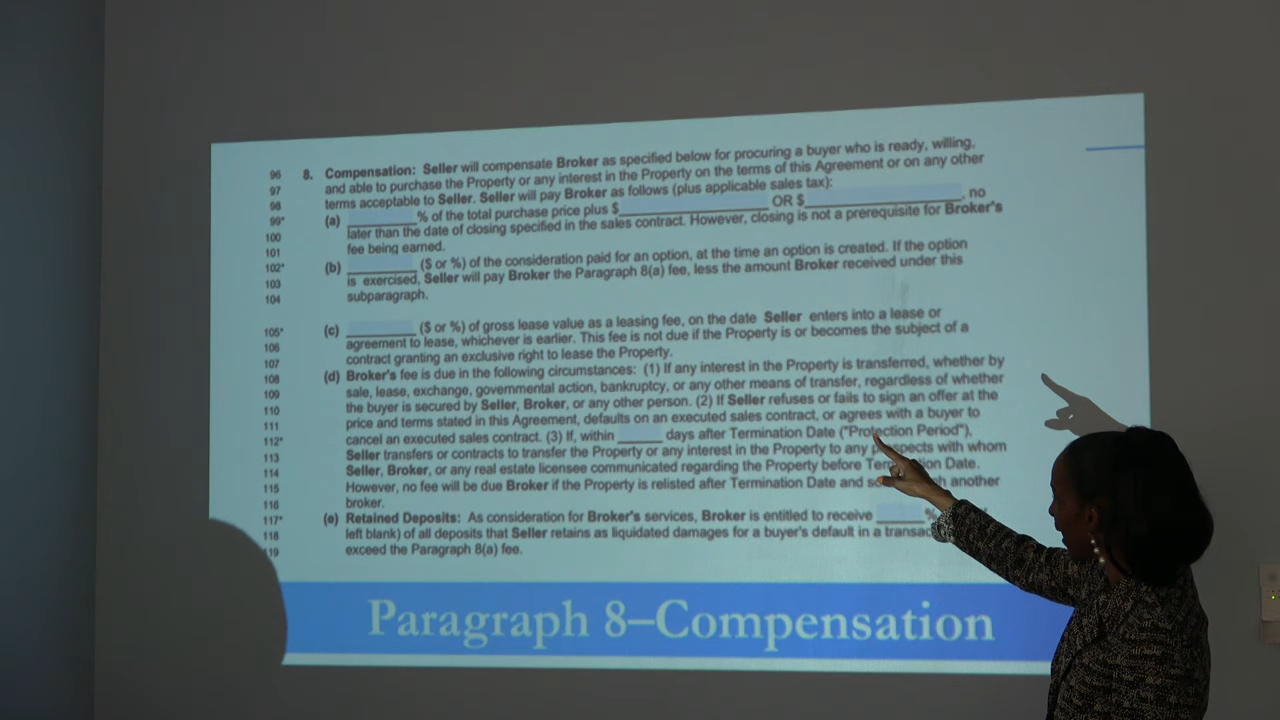 96 8. Compensation: Seller will compensate Broker as specified below for procuring a buyer who is ready, willing,
97 and able to purchase the Property or any interest in the Property on the terms of this Agreement or on any other
98 terms acceptable to Seller. Seller will pay Broker as follows (plus applicable sales tax):
99* (a) ______% of the total purchase price plus $______ OR $______, no
100 later than the date of closing specified in the sales contract. However, closing is not a prerequisite for Broker's
101 fee being earned.
102* (b) ______ ($ or %) of the consideration paid for an option, at the time an option is created. If the option
103 is exercised, Seller will pay Broker the Paragraph 8(a) fee, less the amount Broker received under this
104 subparagraph.
105* (c) ______ ($ or %) of gross lease value as a leasing fee, on the date Seller enters into a lease or
106 agreement to lease, whichever is earlier. This fee is not due if the Property is or becomes the subject of a
107 contract granting an exclusive right to lease the Property.
108 (d) Broker's fee is due in the following circumstances: (1) If any interest in the Property is transferred, whether by
109 sale, lease, exchange, governmental action, bankruptcy, or any other means of transfer, regardless of whether
110 the buyer is secured by Seller, Broker, or any other person. (2) If Seller refuses or fails to sign an offer at the
111 price and terms stated in this Agreement, defaults on an executed sales contract, or agrees with a buyer to
112* cancel an executed sales contract. (3) If, within ______ days after Termination Date ("Protection Period"),
113 Seller transfers or contracts to transfer the Property or any interest in the Property to any prospects with whom
114 Seller, Broker, or any real estate licensee communicated regarding the Property before Termination Date.
115 However, no fee will be due Broker if the Property is relisted after Termination Date and another
116 broker.
117* (e) Retained Deposits: As consideration for Broker's services, Broker is entitled to receive ______%
118 left blank) of all deposits that Seller retains as liquidated damages for a buyer's default in a
119 exceed the Paragraph 8(a) fee.
Paragraph 8–Compensation